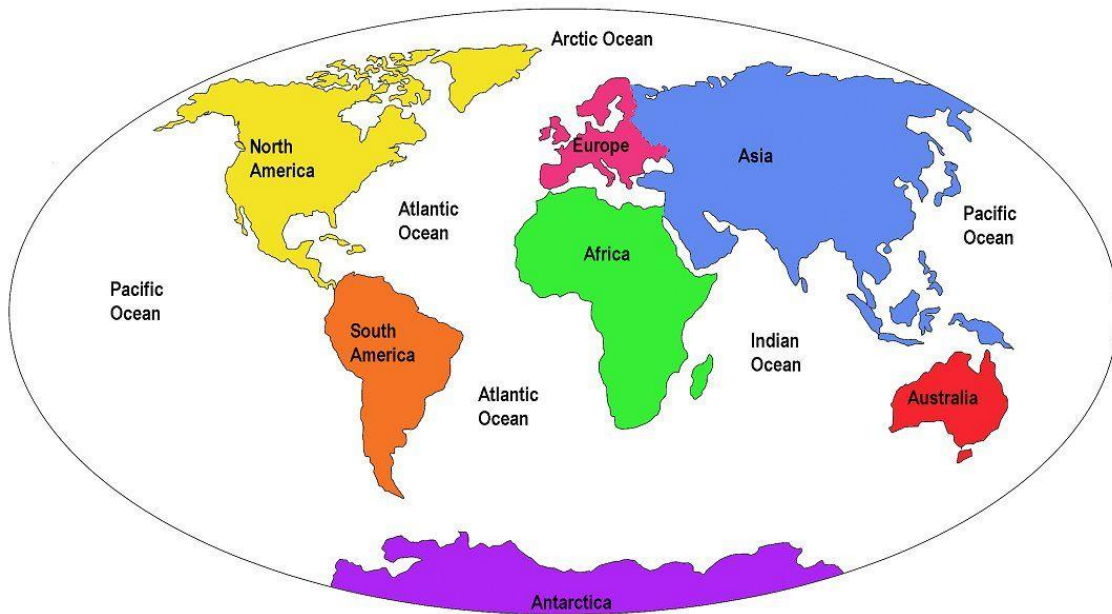 Arctic Ocean
North
America
Europe
Asia
Atlantic
Ocean
Pacific
Ocean
Africa
Pacific
Ocean
South
America
Indian
Ocean
Atlantic
Ocean
Australia
Antarctica